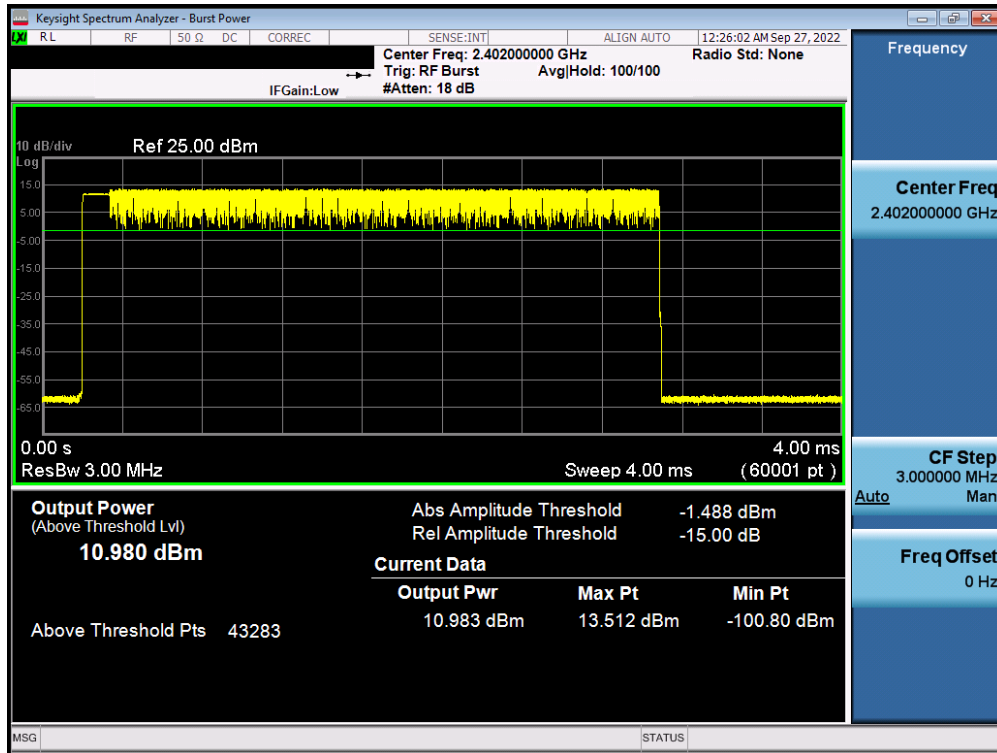 Keysight Spectrum Analyzer - Burst Power
LXI RL RF 50 Ω DC CORREC SENSE:INT ALIGN AUTO 12:26:02 AM Sep 27, 2022
Center Freq: 2.402000000 GHz Radio Std: None
Trig: RF Burst Avg|Hold: 100/100
IFGain:Low #Atten: 18 dB
10 dB/div Ref 25.00 dBm
Log
15.0
5.00
-5.00
-15.0
-25.0
-35.0
-45.0
-55.0
-65.0
0.00 s 4.00 ms
ResBw 3.00 MHz Sweep 4.00 ms (60001 pt)
Output Power
(Above Threshold Lvl)
10.980 dBm
Above Threshold Pts 43283
Abs Amplitude Threshold -1.488 dBm
Rel Amplitude Threshold -15.00 dB
Current Data
Output Pwr Max Pt Min Pt
10.983 dBm 13.512 dBm -100.80 dBm
Frequency
Center Freq
2.402000000 GHz
CF Step
3.000000 MHz
Auto Man
Freq Offset
0 Hz
MSG STATUS